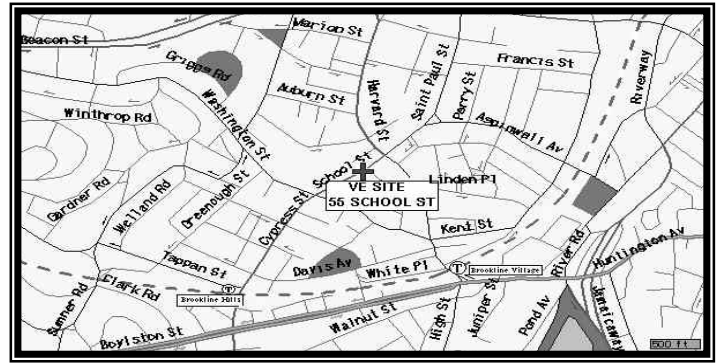 Beacon St
Marion St
Griggs Rd
Francis St
Riverway
Saint Paul St
Perry St
Harvard St
Auburn St
Winthrop Rd
Washington St
Aspinwall Av
School St
Linden Pl
VE SITE
55 SCHOOL ST
Gardner Rd
Welland Rd
Greenough St
Cypress St
Kent St
Tappan St
Davis Av
White Pl
T
Brookline Village
River Rd
Huntington Av
Sumner Rd
Clark Rd
T
Brookline Hills
Boylston St
Walnut St
High St
Juniper St
Pond Av
Jamaicaway
500 ft